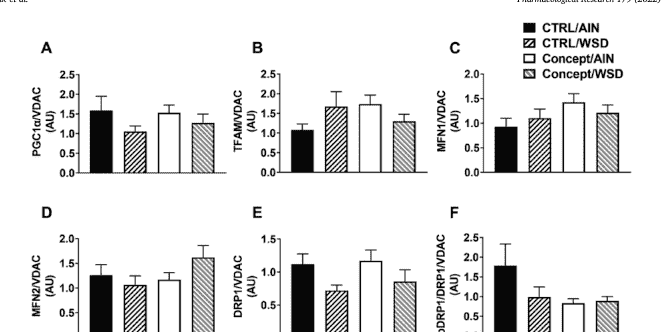 CTRL/AIN
CTRL/WSD
Concept/AIN
Concept/WSD
A
B
C
PGC1α/VDAC
(AU)
2.5
2.0
1.5
1.0
0.5
0.0
TFAM/VDAC
(AU)
2.5
2.0
1.5
1.0
0.5
0.0
MFN1/VDAC
(AU)
2.0
1.5
1.0
0.5
0.0
D
E
F
MFN2/VDAC
(AU)
2.0
1.5
1.0
0.5
DRP1/VDAC
(AU)
1.5
1.0
0.5
DRP1/DRP1/VDAC
(AU)
2.5
2.0
1.5
1.0
0.5